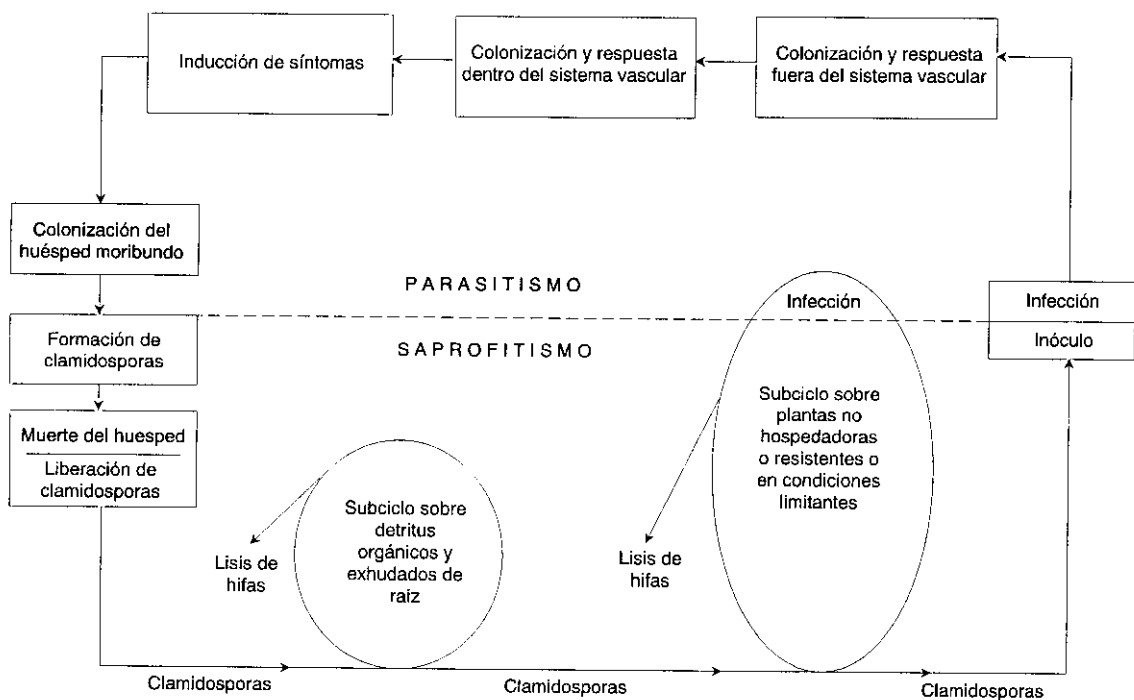 Inducción de síntomas
Colonización y respuesta
dentro del sistema vascular
Colonización y respuesta
fuera del sistema vascular
Colonización del
huésped moribundo
PARASITISMO
Infección
Infección
Formación de
clamidosporas
SAPROFITISMO
Inóculo
Muerte del huesped
Liberación de
clamidosporas
Subciclo sobre
plantas no
hospedadoras
o resistentes o
en condiciones
limitantes
Lisis de
hifas
Subciclo sobre
detritus
orgánicos y
exhudados de
raíz
Lisis de
hifas
Clamidosporas
Clamidosporas
Clamidosporas